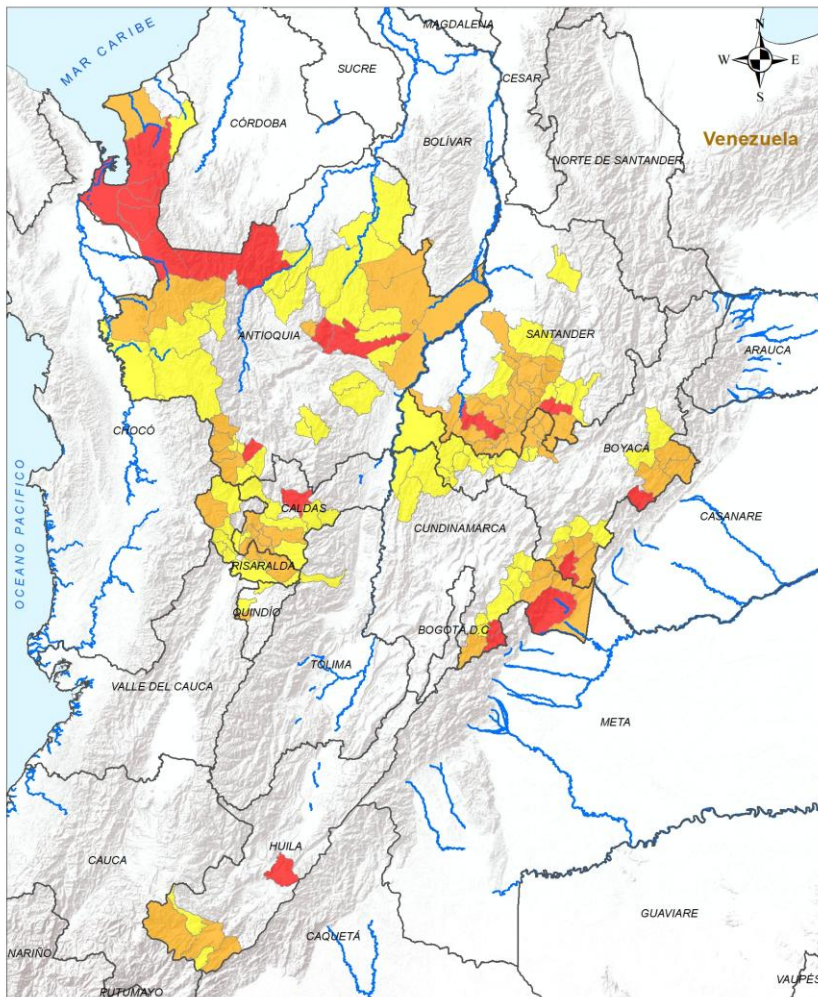 MAGDALENA
N
MAR CARIBE
SUCRE
CESAR
W
E
S
CÓRDOBA
BOLÍVAR
Venezuela
NORTE DE SANTANDER
ANTIOQUIA
SANTANDER
ARAUCA
CHOCÓ
BOYACÁ
OCEANO PACIFICO
CALDAS
CUNDINAMARCA
CASANARE
RISARALDA
QUINDÍO
BOGOTÁ D.C
TOLIMA
VALLE DEL CAUCA
META
HUILA
CAUCA
GUAVIARE
CAQUETÁ
NARIÑO
PUTUMAYO
VAUPÉS